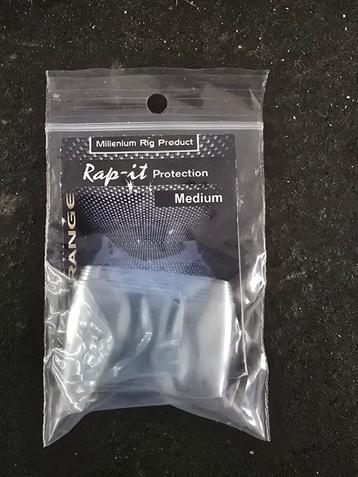 Millenium Rig Product
Rap-it Protection
Medium
RANGE